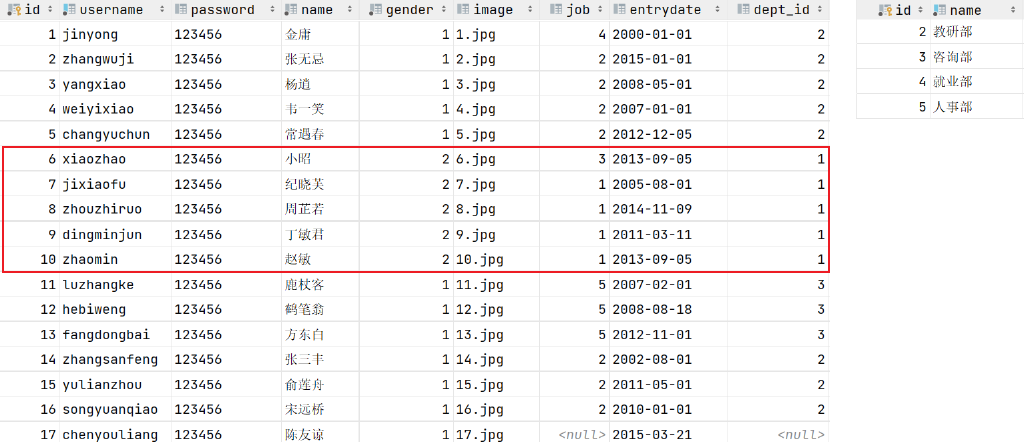 id username password name gender image job entrydate dept_id
1 jinyong 123456 金庸 1 1.jpg 4 2000-01-01 2
2 zhangwuji 123456 张无忌 1 2.jpg 2 2015-01-01 2
3 yangxiao 123456 杨逍 1 3.jpg 2 2008-05-01 2
4 weiyixiao 123456 韦一笑 1 4.jpg 2 2007-01-01 2
5 changyuchun 123456 常遇春 1 5.jpg 2 2012-12-05 2
6 xiaozhao 123456 小昭 2 6.jpg 3 2013-09-05 1
7 jixiaofu 123456 纪晓芙 2 7.jpg 1 2005-08-01 1
8 zhouzhiruo 123456 周芷若 2 8.jpg 1 2014-11-09 1
9 dingminjun 123456 丁敏君 2 9.jpg 1 2011-03-11 1
10 zhaomin 123456 赵敏 2 10.jpg 1 2013-09-05 1
11 luzhangke 123456 鹿杖客 1 11.jpg 5 2007-02-01 3
12 hebiweng 123456 鹤笔翁 1 12.jpg 5 2008-08-18 3
13 fangdongbai 123456 方东白 1 13.jpg 5 2012-11-01 3
14 zhangsanfeng 123456 张三丰 1 14.jpg 2 2002-08-01 2
15 yulianzhou 123456 俞莲舟 1 15.jpg 2 2011-05-01 2
16 songyuanqiao 123456 宋远桥 1 16.jpg 2 2010-01-01 2
17 chenyouliang 123456 陈友谅 1 17.jpg <null> 2015-03-21 <null>
id name
2 教研部
3 咨询部
4 就业部
5 人事部